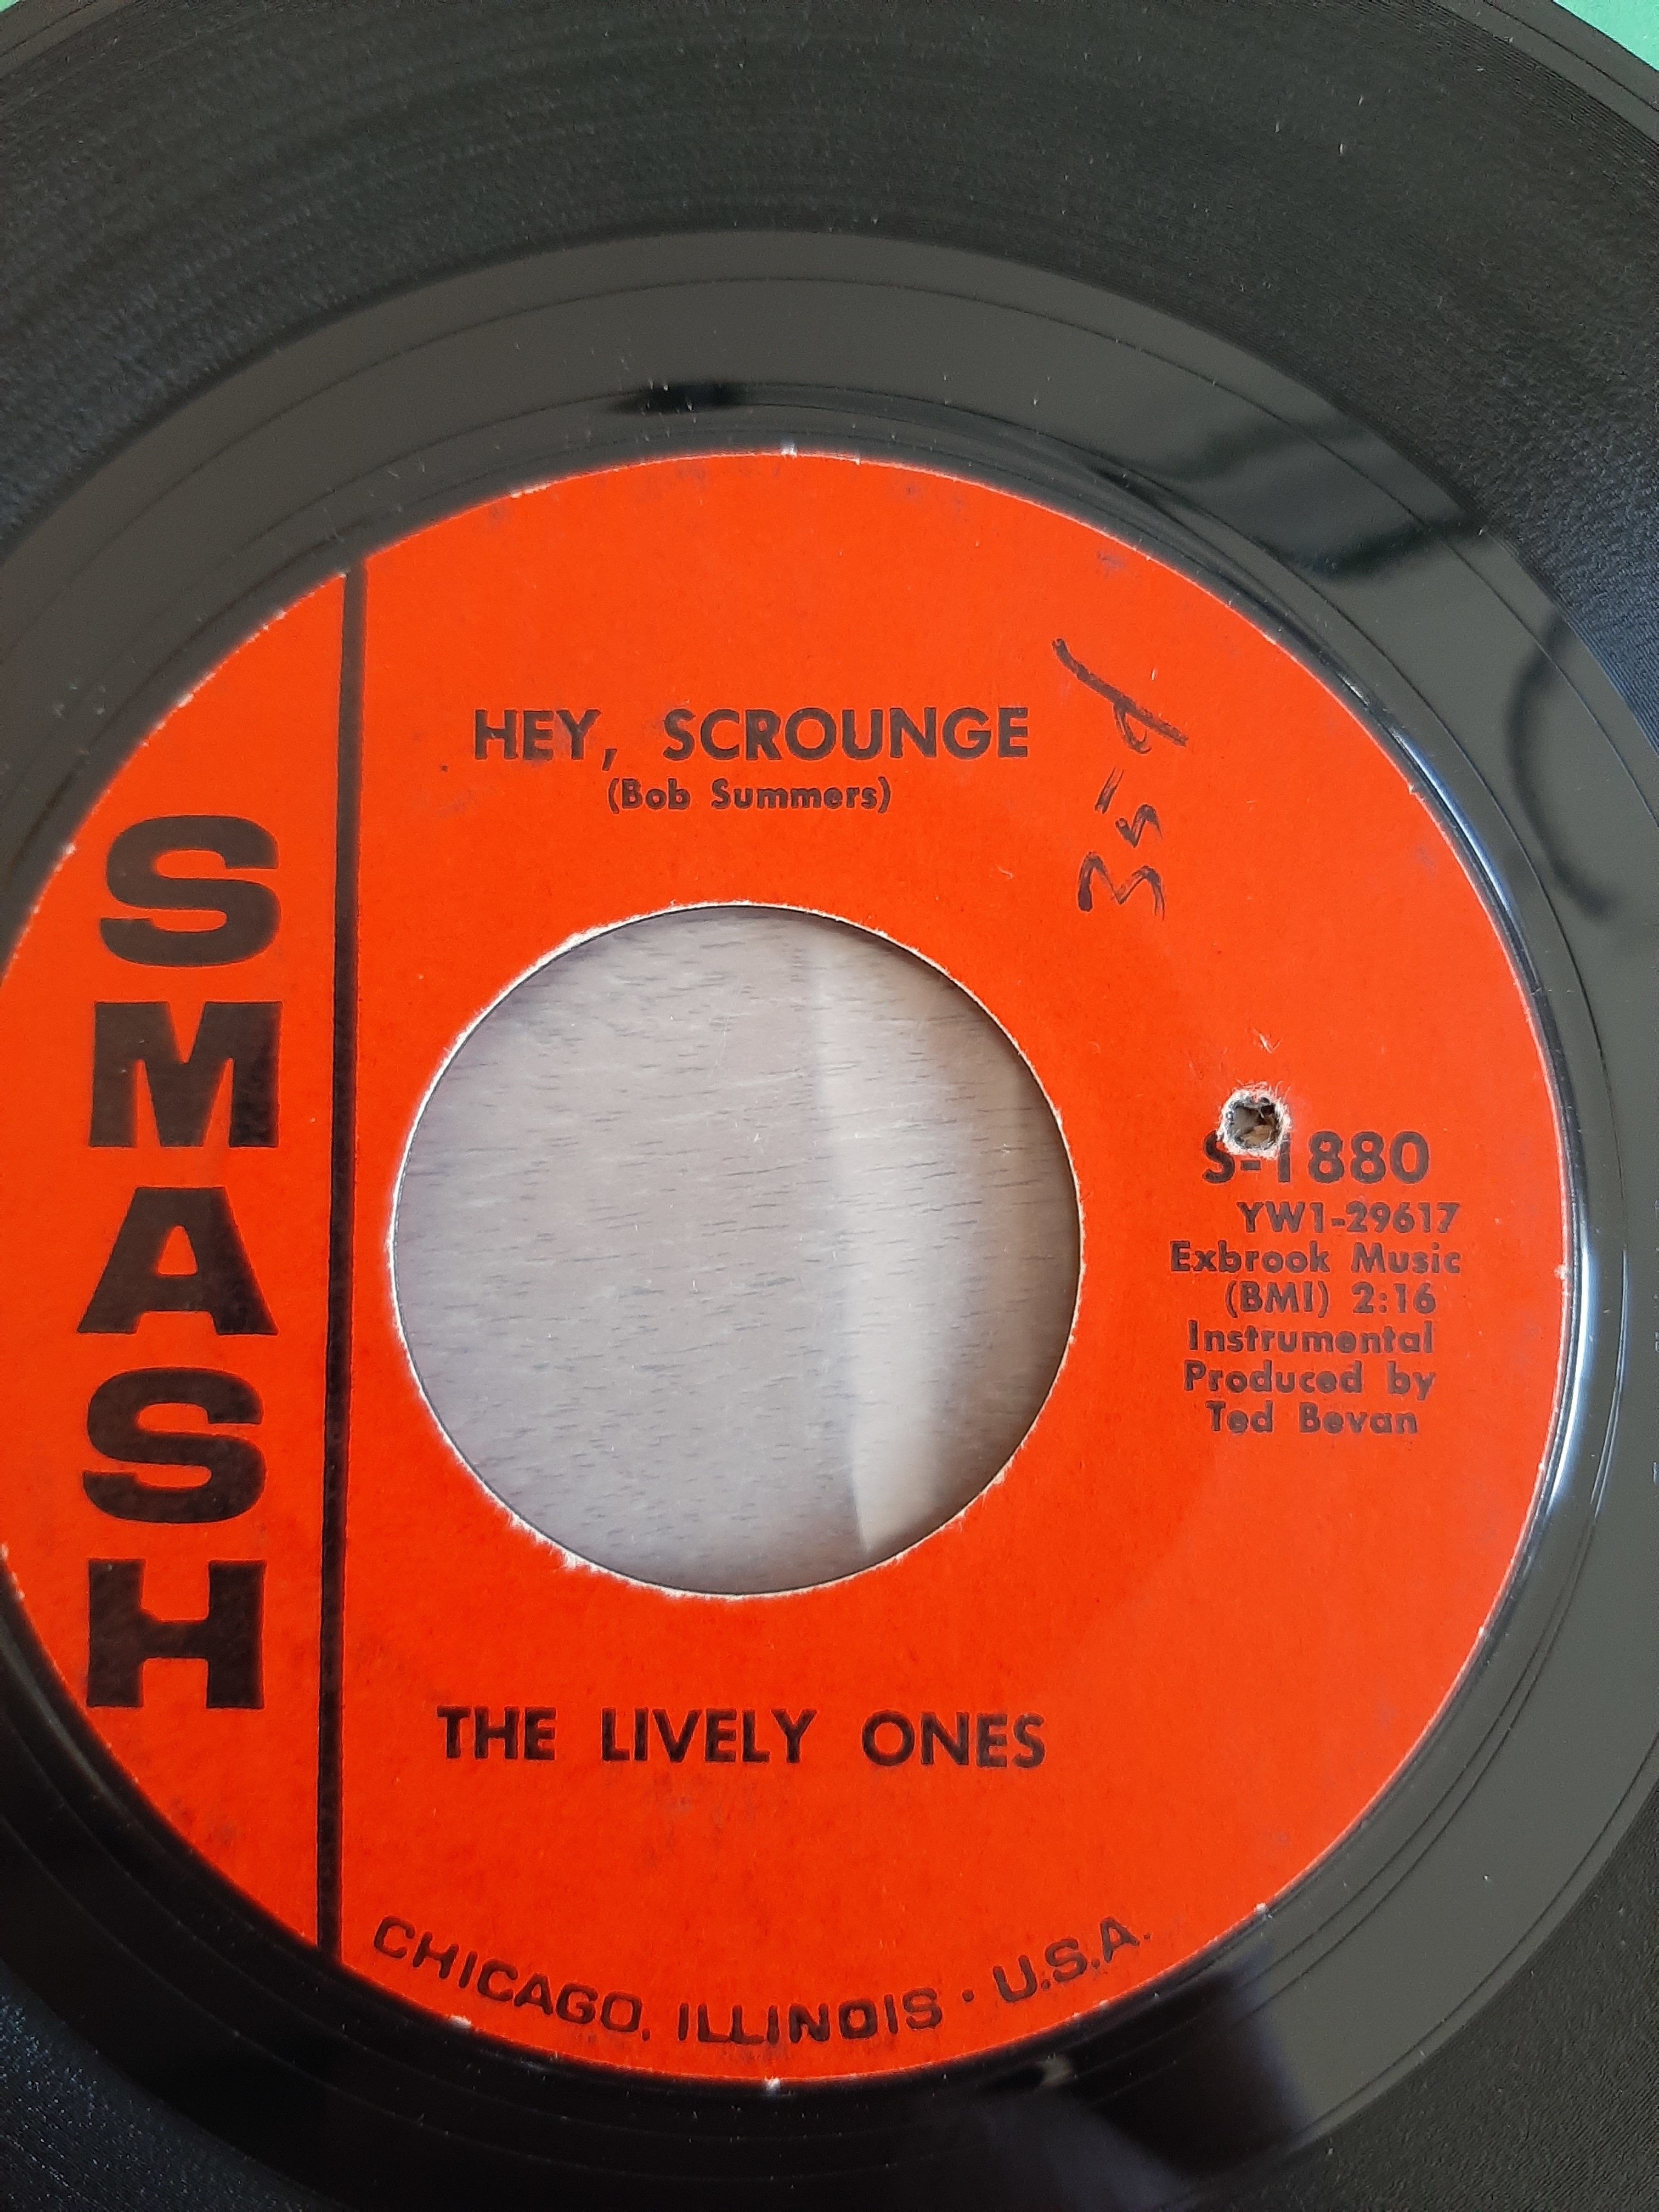 SMASH
HEY, SCROUNGE
(Bob Summers)
S-1880
YW1-29617
Exbrook Music
(BMI) 2:16
Instrumental
Produced by
Ted Bevan
THE LIVELY ONES
CHICAGO, ILLINOIS · U.S.A.